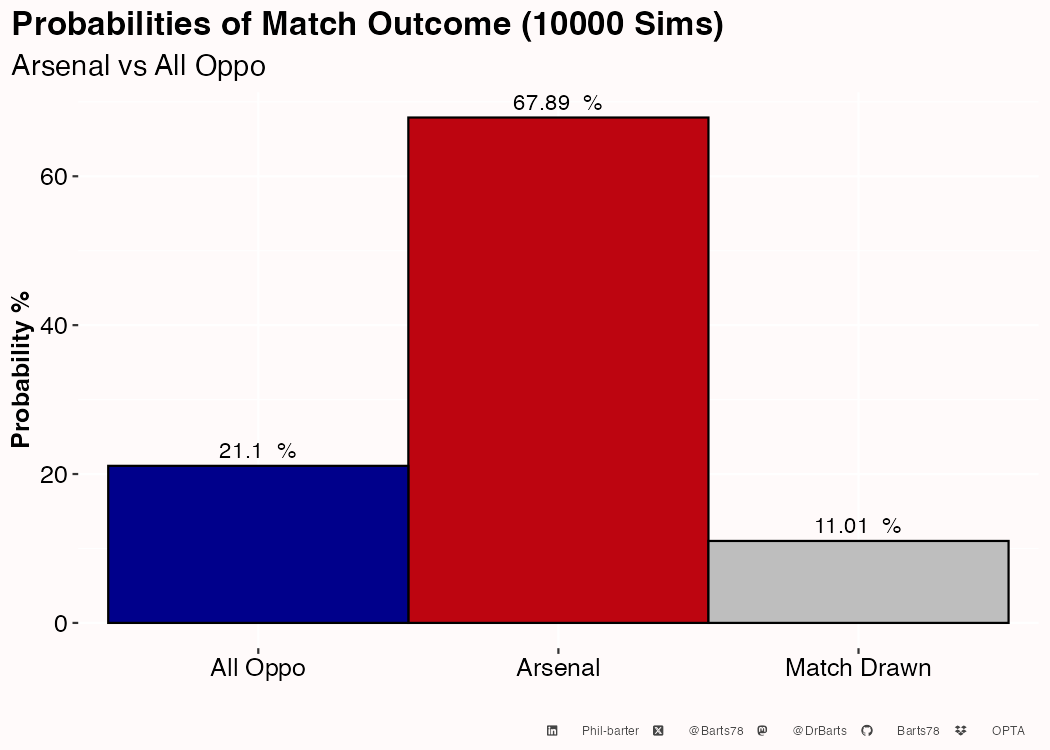 Probabilities of Match Outcome (10000 Sims)
Arsenal vs All Oppo
Probability %
60
40
20
0
67.89 %
21.1 %
11.01 %
All Oppo
Arsenal
Match Drawn
Phil-barter @Barts78 @DrBarts Barts78 OPTA